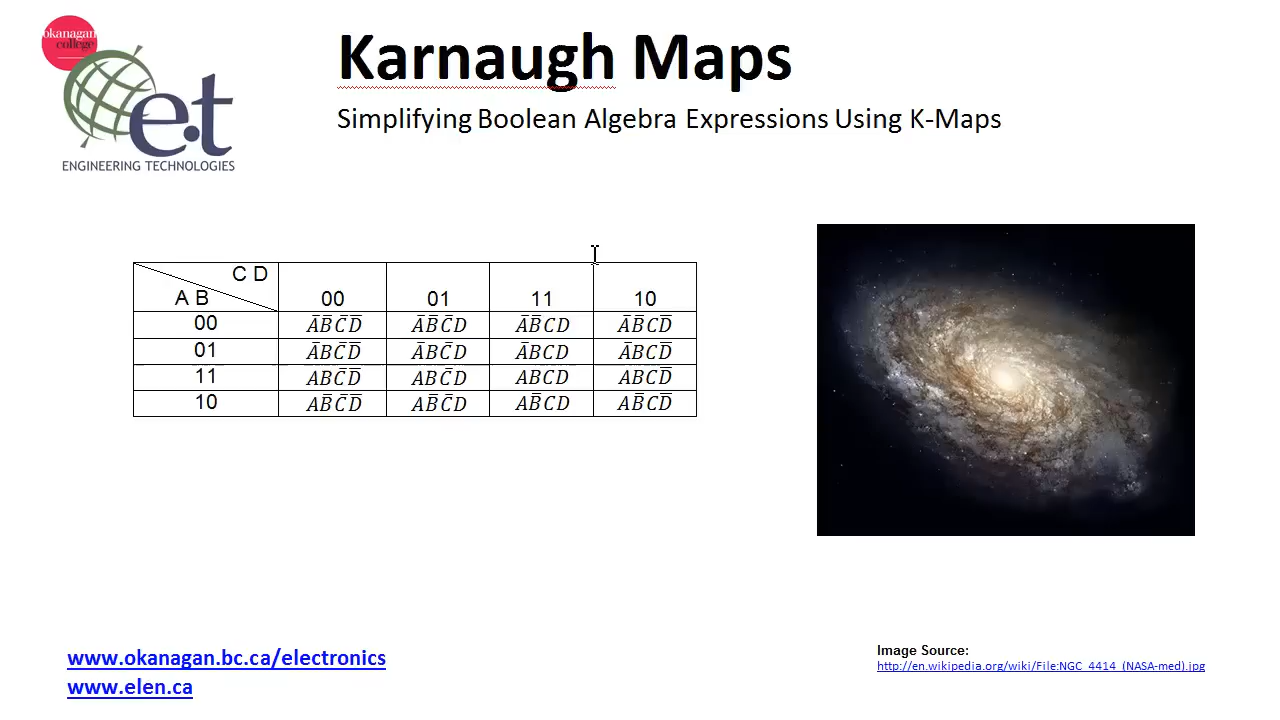 okanagan
college
e.t
ENGINEERING TECHNOLOGIES
Karnaugh Maps
Simplifying Boolean Algebra Expressions Using K-Maps
C D
A B 00 01 11 10
00 A̅B̅C̅D̅ A̅B̅C̅D A̅B̅CD A̅B̅CD̅
01 A̅BC̅D̅ A̅BC̅D A̅BCD A̅BCD̅
11 ABC̅D̅ ABC̅D ABCD ABCD̅
10 AB̅C̅D̅ AB̅C̅D AB̅CD AB̅CD̅
www.okanagan.bc.ca/electronics
www.elen.ca
Image Source:
http://en.wikipedia.org/wiki/File:NGC_4414_(NASA-med).jpg